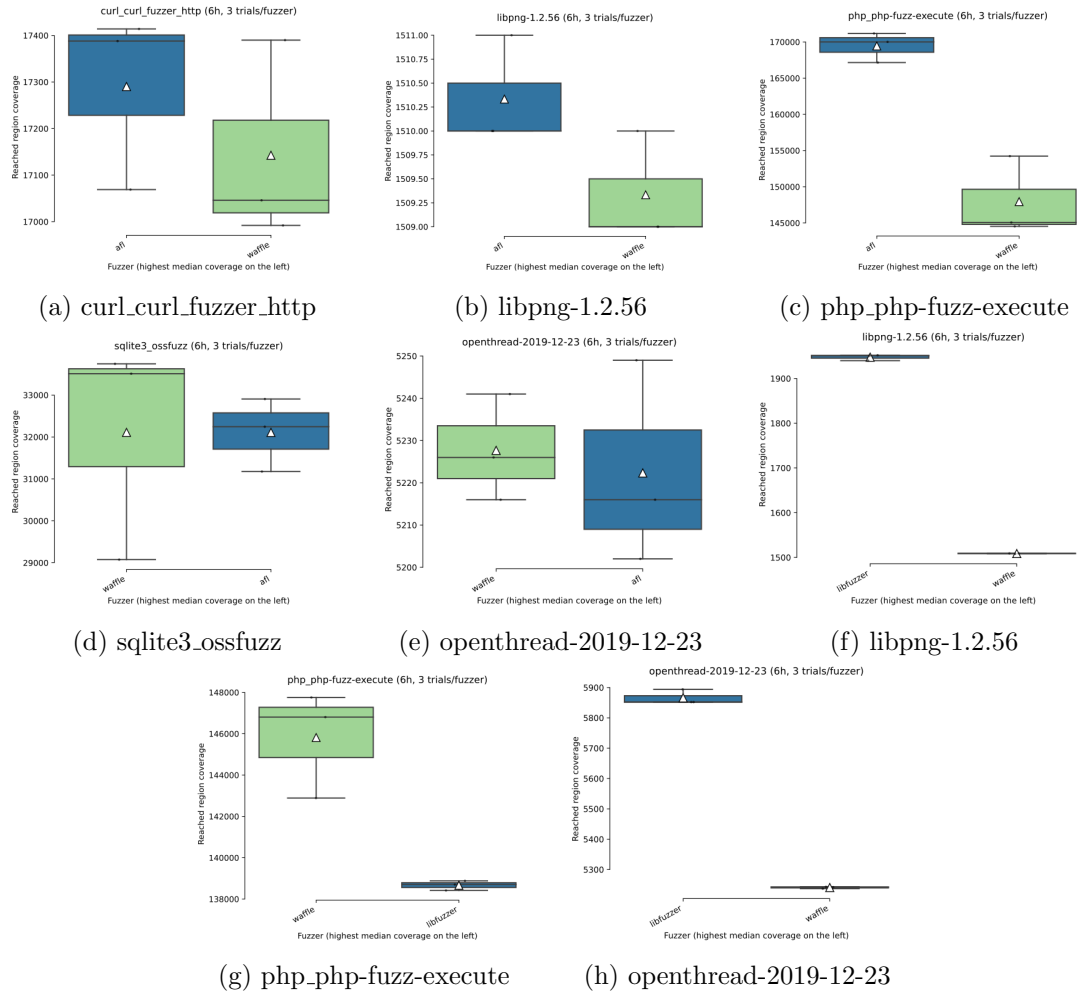 curl_curl_fuzzer_http (6h, 3 trials/fuzzer)
Reached region coverage
17400
17300
17200
17100
17000
afl
waffle
Fuzzer (highest median coverage on the left)
(a) curl_curl_fuzzer_http
libpng-1.2.56 (6h, 3 trials/fuzzer)
Reached region coverage
1511.00
1510.75
1510.50
1510.25
1510.00
1509.75
1509.50
1509.25
1509.00
afl
waffle
Fuzzer (highest median coverage on the left)
(b) libpng-1.2.56
php_php-fuzz-execute (6h, 3 trials/fuzzer)
Reached region coverage
170000
165000
160000
155000
150000
145000
afl
waffle
Fuzzer (highest median coverage on the left)
(c) php_php-fuzz-execute
sqlite3_ossfuzz (6h, 3 trials/fuzzer)
Reached region coverage
33000
32000
31000
30000
29000
waffle
afl
Fuzzer (highest median coverage on the left)
(d) sqlite3_ossfuzz
openthread-2019-12-23 (6h, 3 trials/fuzzer)
Reached region coverage
5250
5240
5230
5220
5210
5200
waffle
afl
Fuzzer (highest median coverage on the left)
(e) openthread-2019-12-23
libpng-1.2.56 (6h, 3 trials/fuzzer)
Reached region coverage
1900
1800
1700
1600
1500
libfuzzer
waffle
Fuzzer (highest median coverage on the left)
(f) libpng-1.2.56
php_php-fuzz-execute (6h, 3 trials/fuzzer)
Reached region coverage
148000
146000
144000
142000
140000
138000
waffle
libfuzzer
Fuzzer (highest median coverage on the left)
(g) php_php-fuzz-execute
openthread-2019-12-23 (6h, 3 trials/fuzzer)
Reached region coverage
5900
5800
5700
5600
5500
5400
5300
libfuzzer
waffle
Fuzzer (highest median coverage on the left)
(h) openthread-2019-12-23